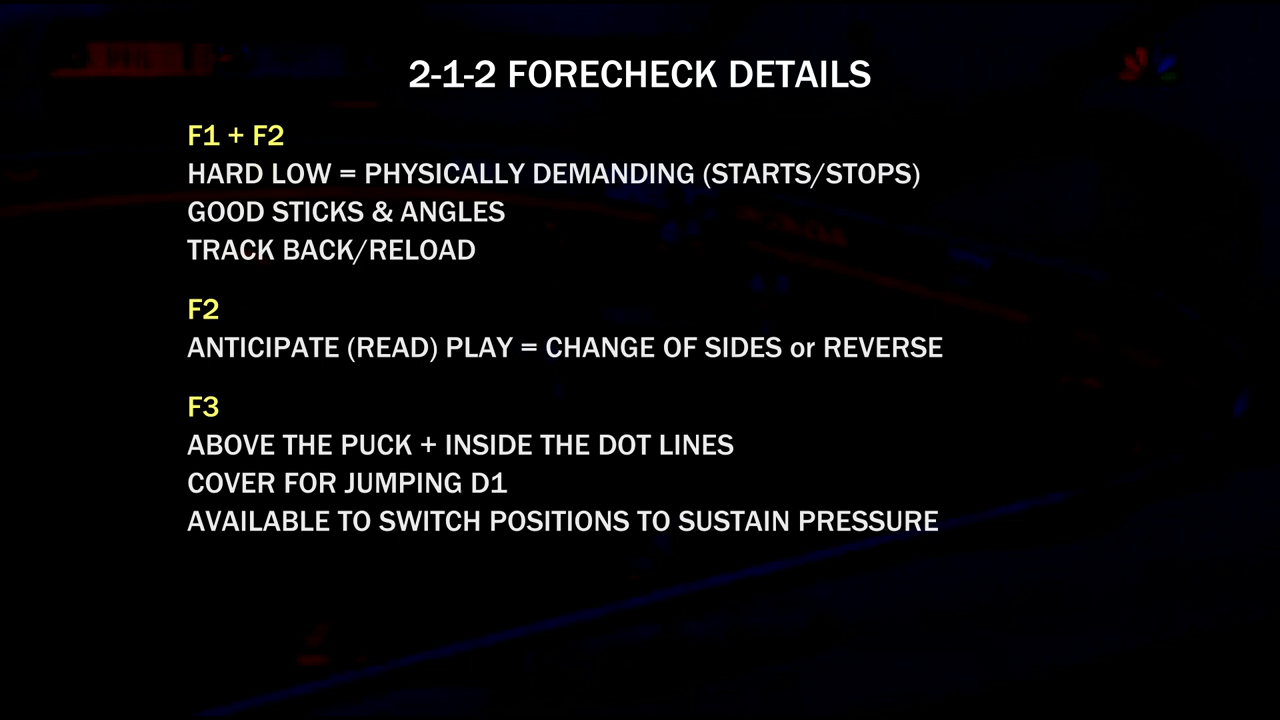 2-1-2 FORECHECK DETAILS
F1 + F2
HARD LOW = PHYSICALLY DEMANDING (STARTS/STOPS)
GOOD STICKS & ANGLES
TRACK BACK/RELOAD
F2
ANTICIPATE (READ) PLAY = CHANGE OF SIDES or REVERSE
F3
ABOVE THE PUCK + INSIDE THE DOT LINES
COVER FOR JUMPING D1
AVAILABLE TO SWITCH POSITIONS TO SUSTAIN PRESSURE